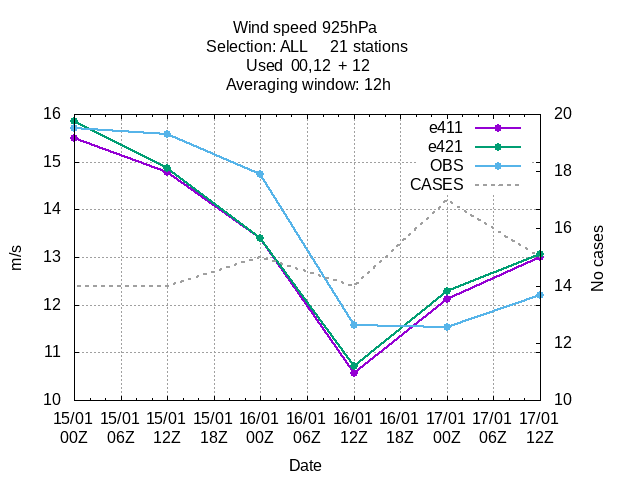 Wind speed 925hPa
Selection: ALL     21 stations
Used  00,12  + 12
Averaging window: 12h
16
15
14
13
12
11
10
20
18
16
14
12
10
e411
e421
OBS
CASES
m/s
No cases
15/01 15/01 15/01 15/01 16/01 16/01 16/01 16/01 17/01 17/01 17/01
00Z 06Z 12Z 18Z 00Z 06Z 12Z 18Z 00Z 06Z 12Z
Date